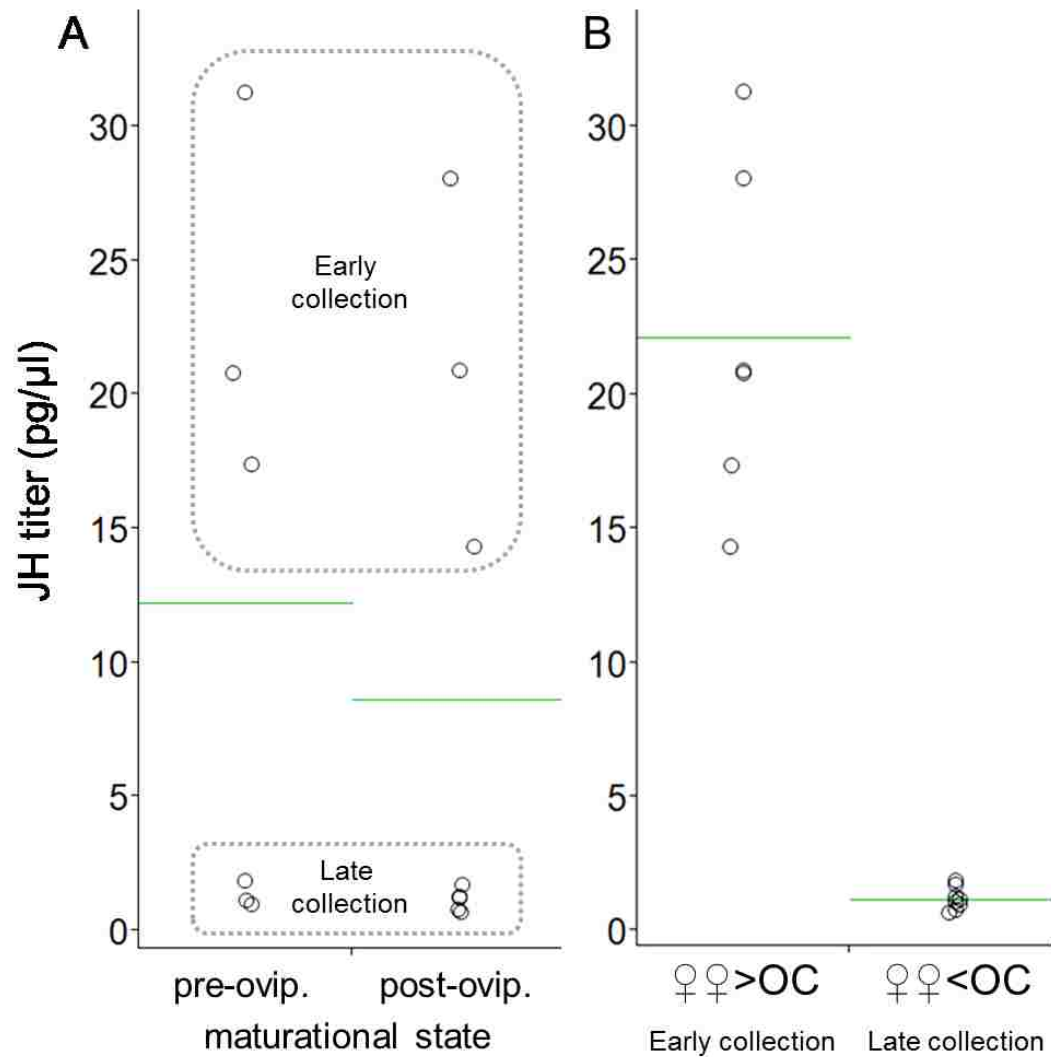 A
JH titer (pg/µl)
30
25
20
15
10
5
0
Early
collection
Late
collection
pre-ovip.
post-ovip.
maturational state
B
30
25
20
15
10
5
0
♀♀>OC
♀♀<OC
Early collection
Late collection